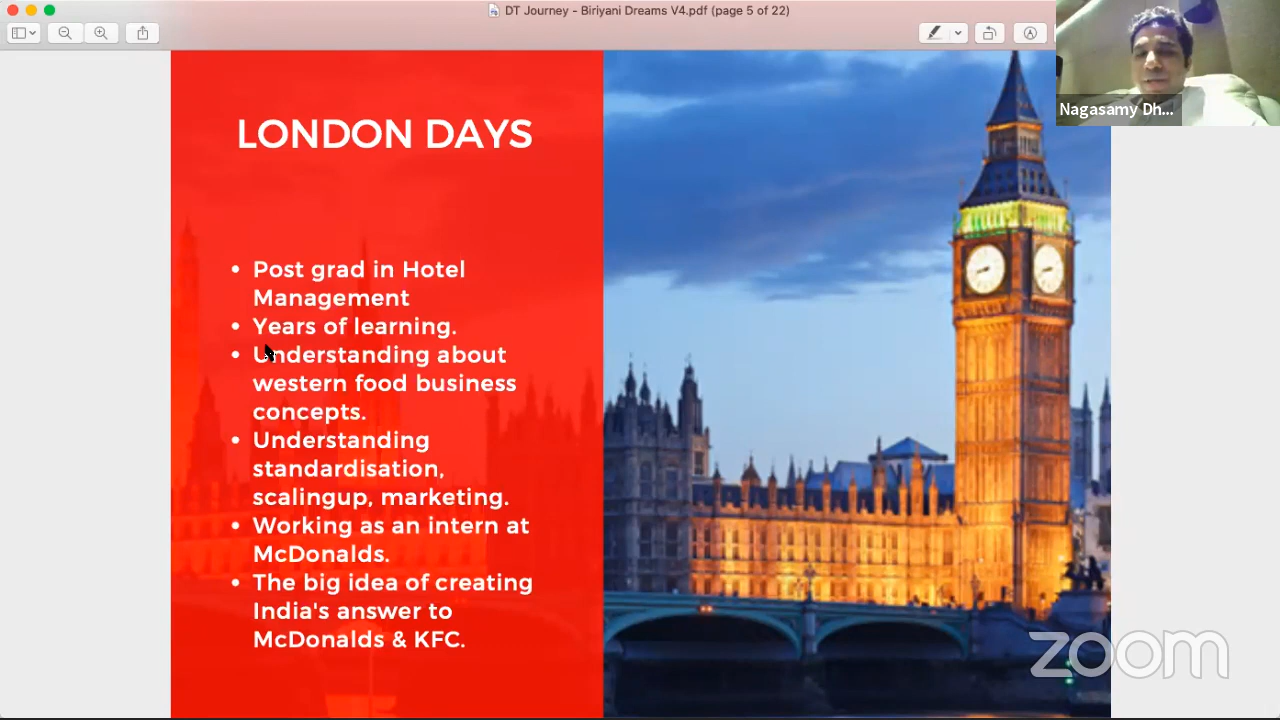 DT Journey - Biriyani Dreams V4.pdf (page 5 of 22)
Nagasamy Dh...
LONDON DAYS
• Post grad in Hotel
Management
• Years of learning.
• Understanding about
western food business
concepts.
• Understanding
standardisation,
scalingup, marketing.
• Working as an intern at
McDonalds.
• The big idea of creating
India's answer to
McDonalds & KFC.
zoom